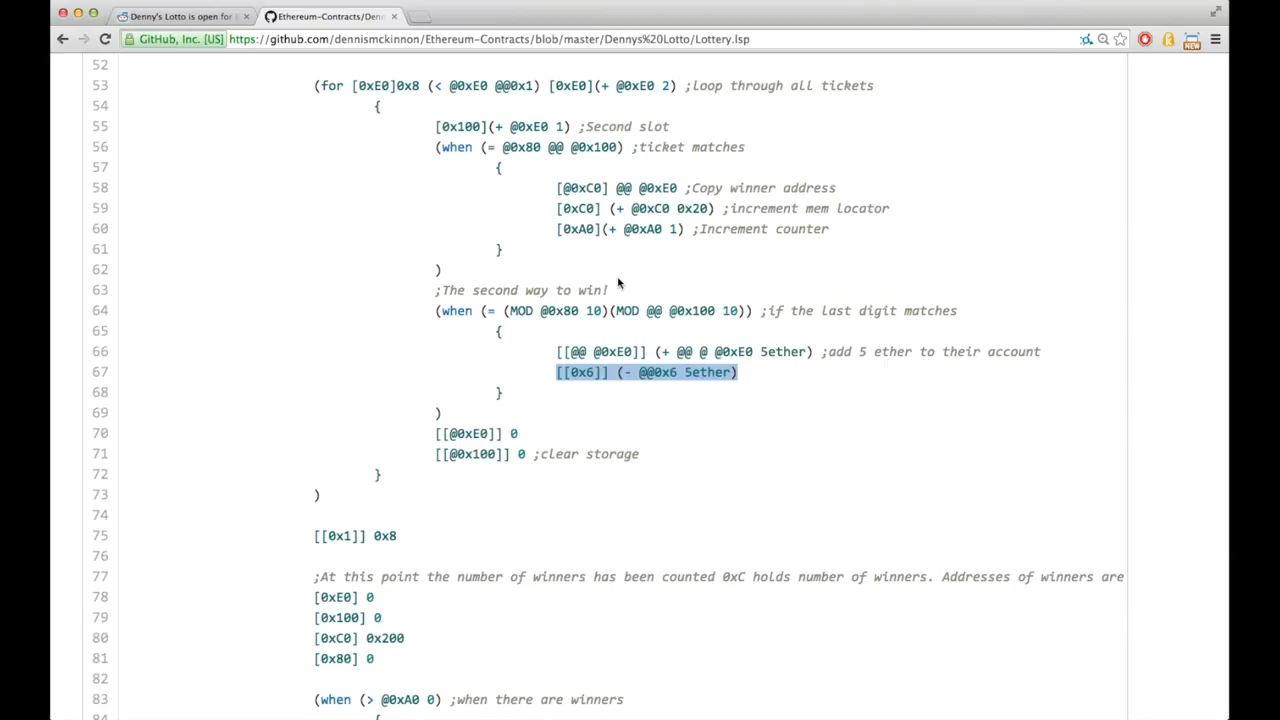 Denny's Lotto is open for
Ethereum-Contracts/Denn
GitHub, Inc. [US]
https://github.com/dennismckinnon/Ethereum-Contracts/blob/master/Dennys%20Lotto/Lottery.lsp
NEW
52
53 (for [0xE0]0x8 (< @0xE0 @@0x1) [0xE0](+ @0xE0 2) ;loop through all tickets
54 {
55 [0x100](+ @0xE0 1) ;Second slot
56 (when (= @0x80 @@ @0x100) ;ticket matches
57 {
58 [@0xC0] @@ @0xE0 ;Copy winner address
59 [0xC0] (+ @0xC0 0x20) ;increment mem locator
60 [0xA0](+ @0xA0 1) ;Increment counter
61 }
62 )
63 ;The second way to win!
64 (when (= (MOD @0x80 10)(MOD @@ @0x100 10)) ;if the last digit matches
65 {
66 [[@@ @0xE0]] (+ @@ @ @0xE0 5ether) ;add 5 ether to their account
67 [[0x6]] (- @@0x6 5ether)
68 }
69 )
70 [[@0xE0]] 0
71 [[@0x100]] 0 ;clear storage
72 }
73 )
74
75 [[0x1]] 0x8
76
77 ;At this point the number of winners has been counted 0xC holds number of winners. Addresses of winners are
78 [0xE0] 0
79 [0x100] 0
80 [0xC0] 0x200
81 [0x80] 0
82
83 (when (> @0xA0 0) ;when there are winners
84 {